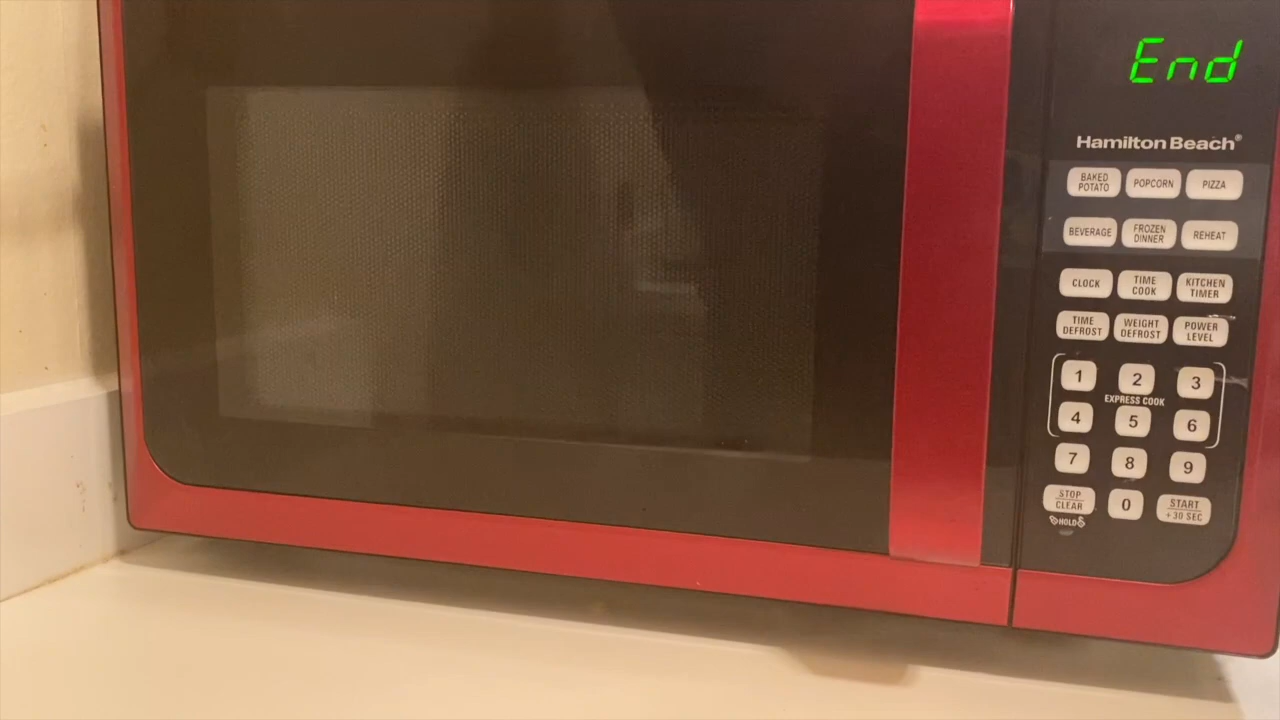 End
Hamilton Beach®
BAKED POTATO
POPCORN
PIZZA
BEVERAGE
FROZEN DINNER
REHEAT
CLOCK
TIME COOK
KITCHEN TIMER
TIME DEFROST
WEIGHT DEFROST
POWER LEVEL
1 2 3
EXPRESS COOK
4 5 6
7 8 9
STOP CLEAR
0
START +30 SEC
HOLD